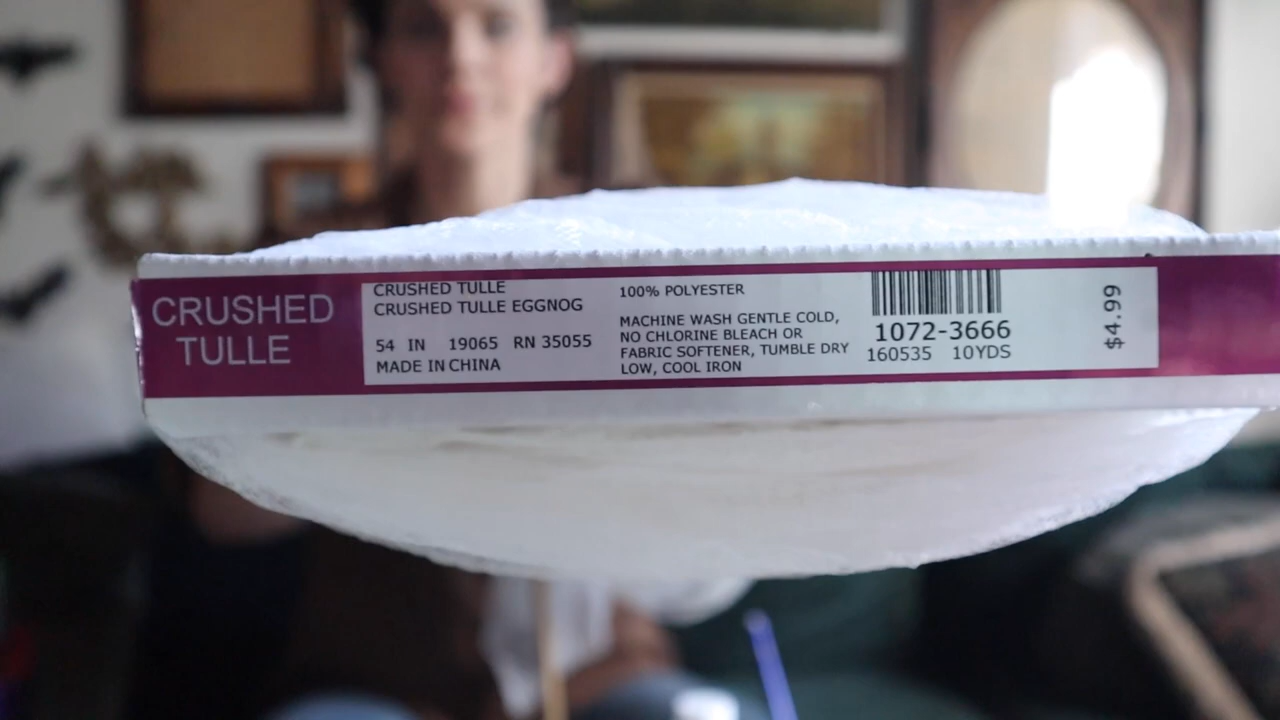 CRUSHED
TULLE
CRUSHED TULLE
CRUSHED TULLE EGGNOG
54 IN 19065 RN 35055
MADE IN CHINA
100% POLYESTER
MACHINE WASH GENTLE COLD,
NO CHLORINE BLEACH OR
FABRIC SOFTENER, TUMBLE DRY
LOW, COOL IRON
1072-3666
160535 10YDS
$4.99